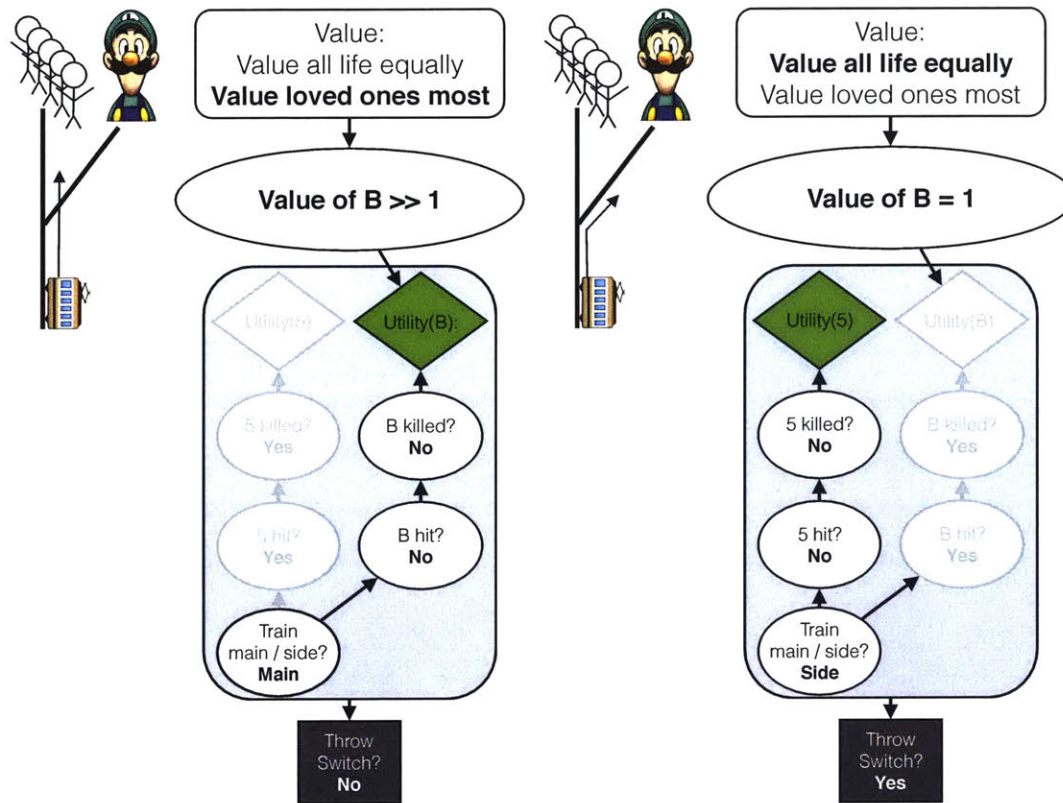 Value:
Value all life equally
Value loved ones most
Value of B >> 1
Utility(5)
Utility(B):
5 killed?
Yes
B killed?
No
5 hit?
Yes
B hit?
No
Train
main / side?
Main
Throw
Switch?
No
Value:
Value all life equally
Value loved ones most
Value of B = 1
Utility(5)
Utility(B)
5 killed?
No
B killed?
Yes
5 hit?
No
B hit?
Yes
Train
main / side?
Side
Throw
Switch?
Yes